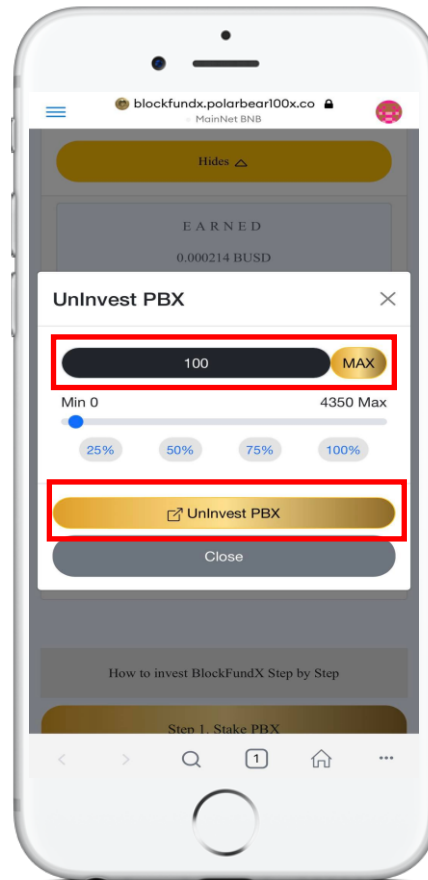 blockfundx.polarbear100x.co
MainNet BNB
Hides
EARNED
0.000214 BUSD
UnInvest PBX
100 MAX
Min 0 4350 Max
25% 50% 75% 100%
UnInvest PBX
Close
How to invest BlockFundX Step by Step
Step 1. Stake PBX
1